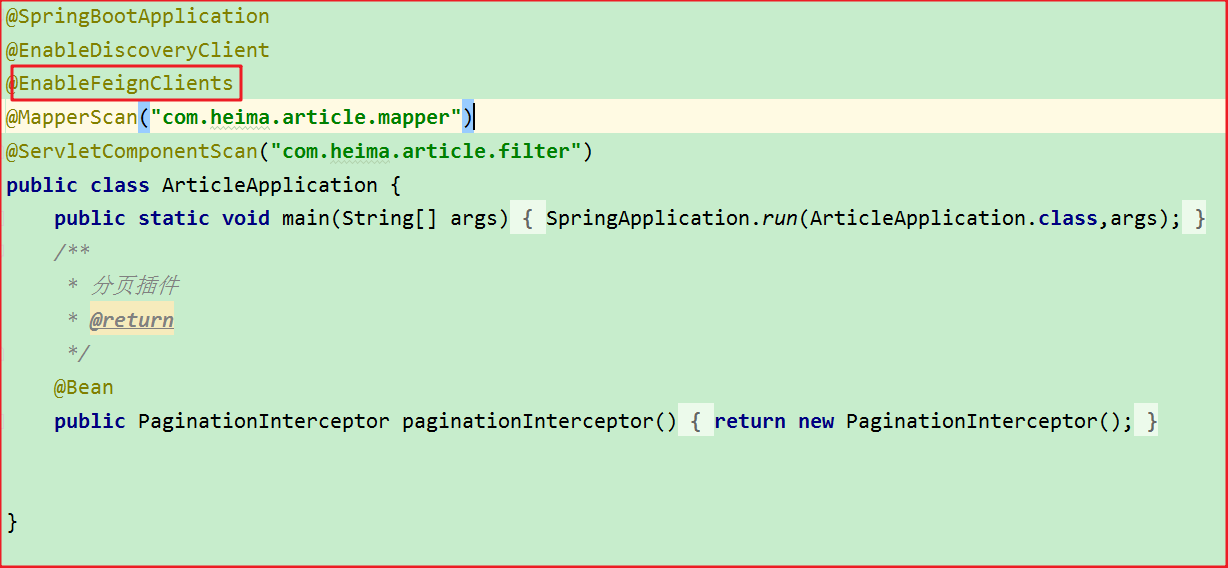 @SpringBootApplication
@EnableDiscoveryClient
@EnableFeignClients
@MapperScan("com.heima.article.mapper")
@ServletComponentScan("com.heima.article.filter")
public class ArticleApplication {
    public static void main(String[] args) { SpringApplication.run(ArticleApplication.class,args); }
    /**
     * 分页插件
     * @return
     */
    @Bean
    public PaginationInterceptor paginationInterceptor() { return new PaginationInterceptor(); }
}